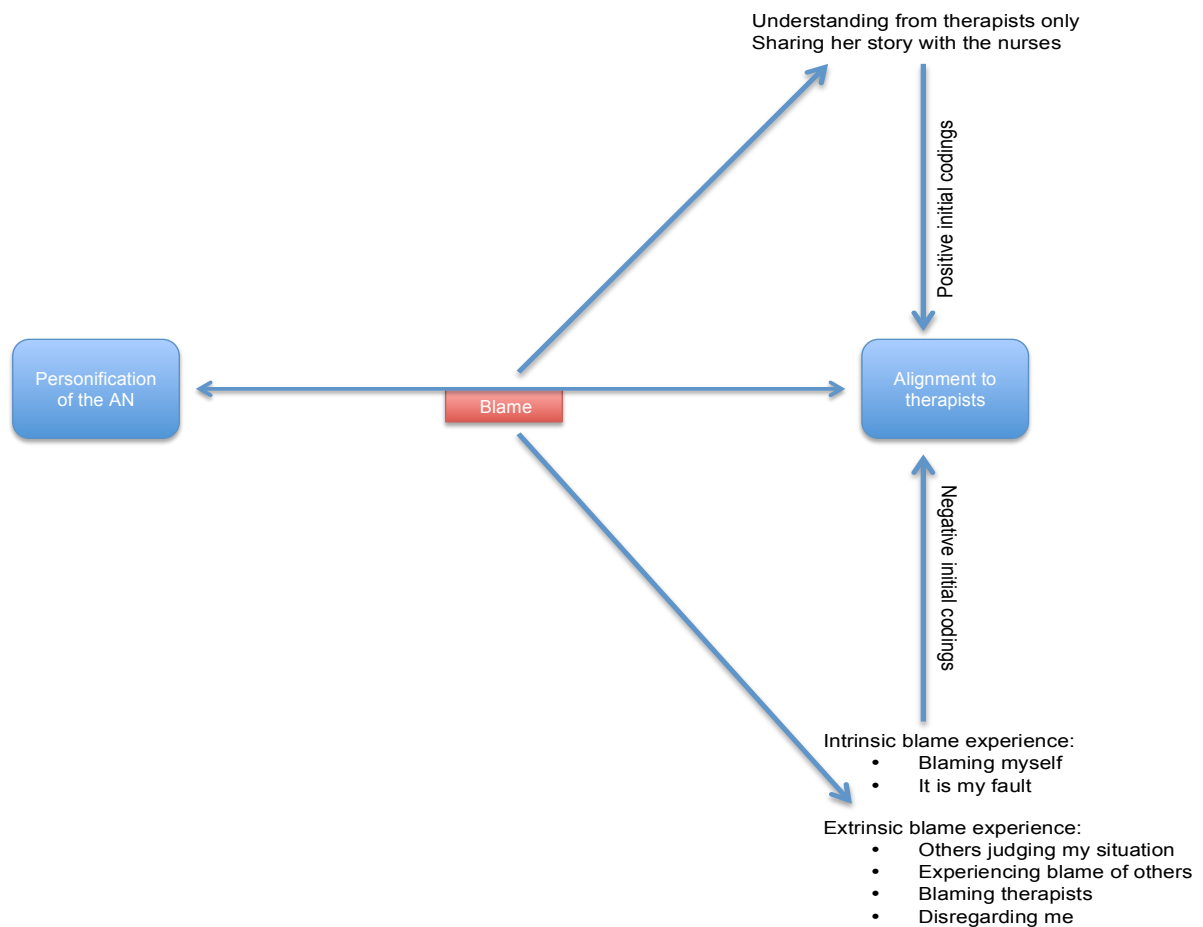 Understanding from therapists only
Sharing her story with the nurses
Positive initial codings
Personification
of the AN
Blame
Alignment to
therapists
Negative initial codings
Intrinsic blame experience:
• Blaming myself
• It is my fault
Extrinsic blame experience:
• Others judging my situation
• Experiencing blame of others
• Blaming therapists
• Disregarding me